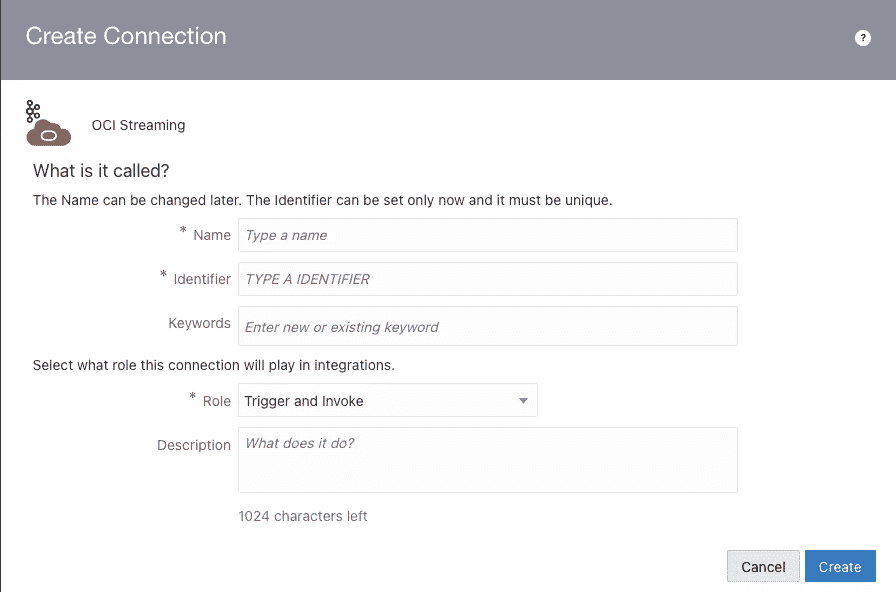 Create Connection
?
OCI Streaming
What is it called?
The Name can be changed later. The Identifier can be set only now and it must be unique.
* Name Type a name
* Identifier TYPE A IDENTIFIER
Keywords Enter new or existing keyword
Select what role this connection will play in integrations.
* Role Trigger and Invoke
Description What does it do?
1024 characters left
Cancel Create